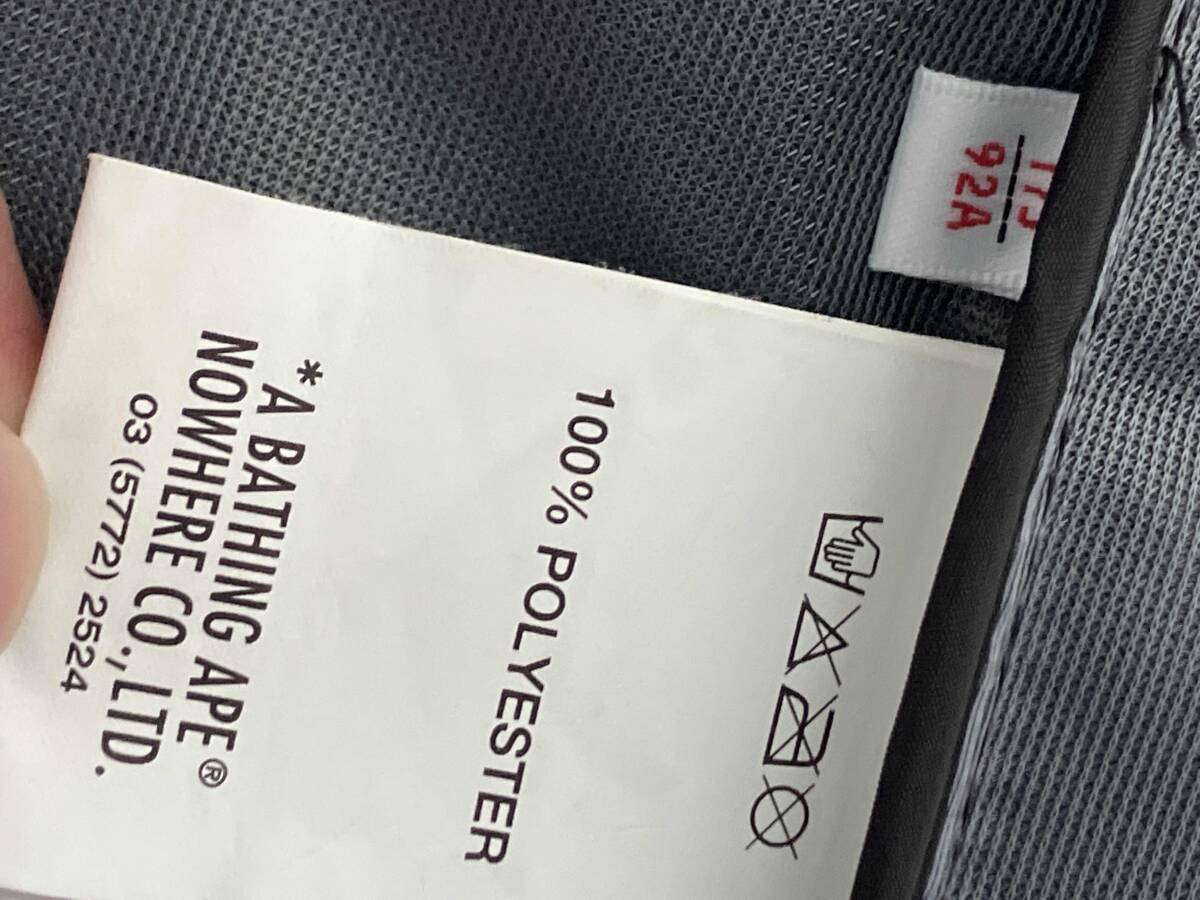 100% POLYESTER
*A BATHING APE®
NOWHERE CO., LTD.
03 (5772) 2524
92A